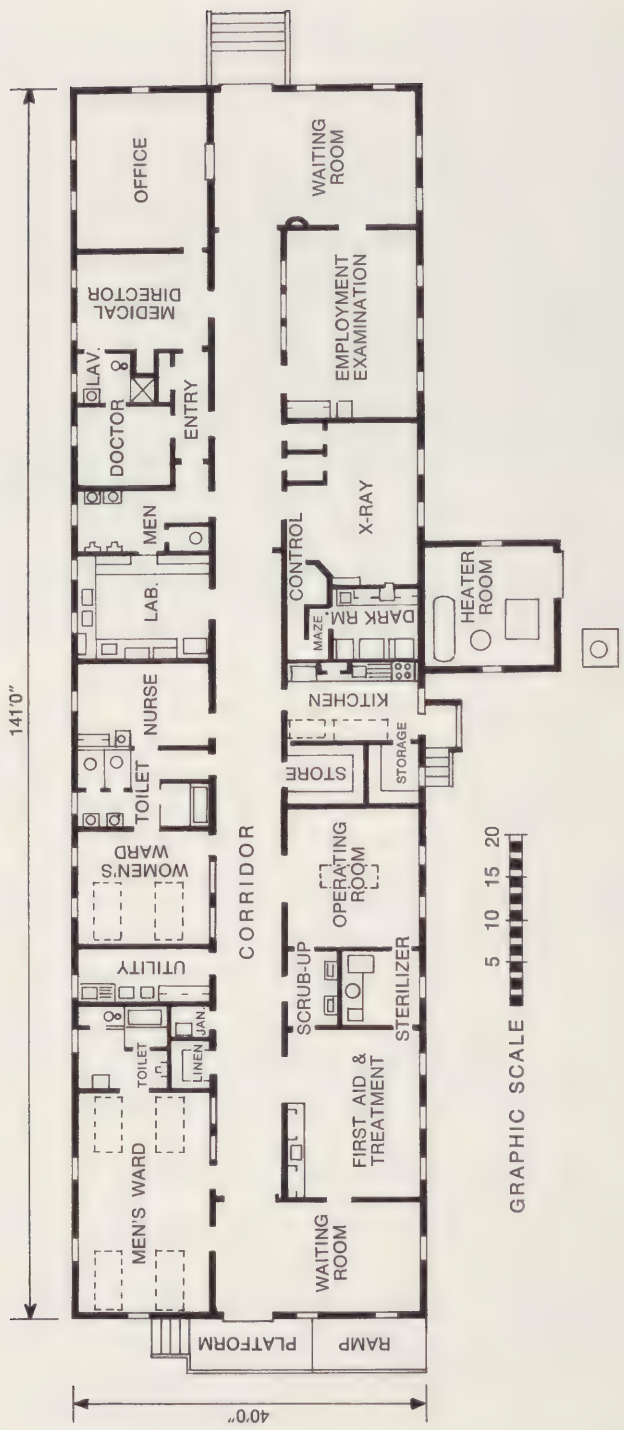 141'0"
40'0"
OFFICE
MEDICAL
DIRECTOR
LAV.
DOCTOR
ENTRY
MEN
LAB.
NURSE
TOILET
WOMEN'S
WARD
UTILITY
JAN.
LINEN
TOILET
MEN'S WARD
CORRIDOR
WAITING
ROOM
EMPLOYMENT
EXAMINATION
X-RAY
CONTROL
MAZE
DARK RM.
HEATER
ROOM
KITCHEN
STORE
STORAGE
OPERATING
ROOM
SCRUB-UP
STERILIZER
FIRST AID &
TREATMENT
WAITING
ROOM
PLATFORM
RAMP
GRAPHIC SCALE
5 10 15 20